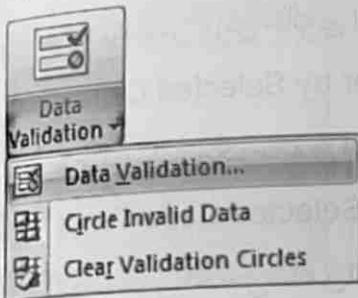 Data
Validation
Data Validation...
Circle Invalid Data
Clear Validation Circles